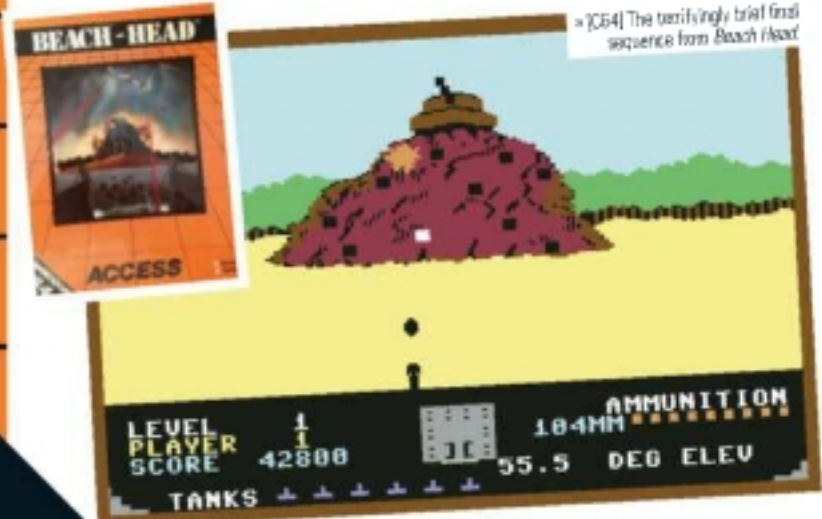 BEACH-HEAD
ACCESS
» [C64] The terrifyingly brief final
sequence from Beach Head.
LEVEL 1
PLAYER 1
SCORE 42800
TANKS
AMMUNITION
104MM
55.5 DEG ELEV